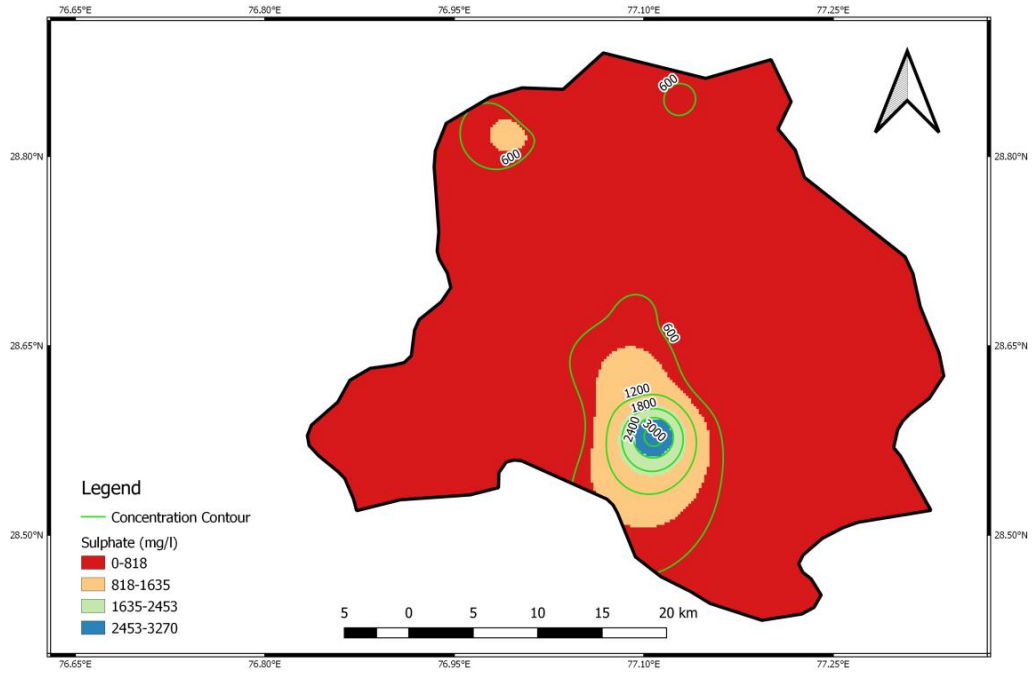 76.65°E 76.80°E 76.95°E 77.10°E 77.25°E
600
28.80°N 28.80°N
600
28.65°N 28.65°N
600
1200
1800
2400
3000
28.50°N 28.50°N
Legend
Concentration Contour
Sulphate (mg/l)
0-818
818-1635
1635-2453
2453-3270
5 0 5 10 15 20 km
76.65°E 76.80°E 76.95°E 77.10°E 77.25°E